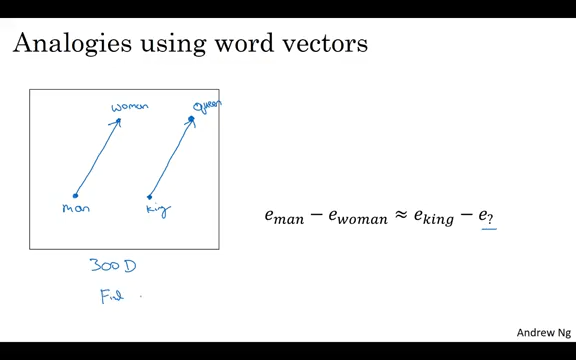 Analogies using word vectors
woman queen
man king
e_man − e_woman ≈ e_king − e_?
300 D
Andrew Ng